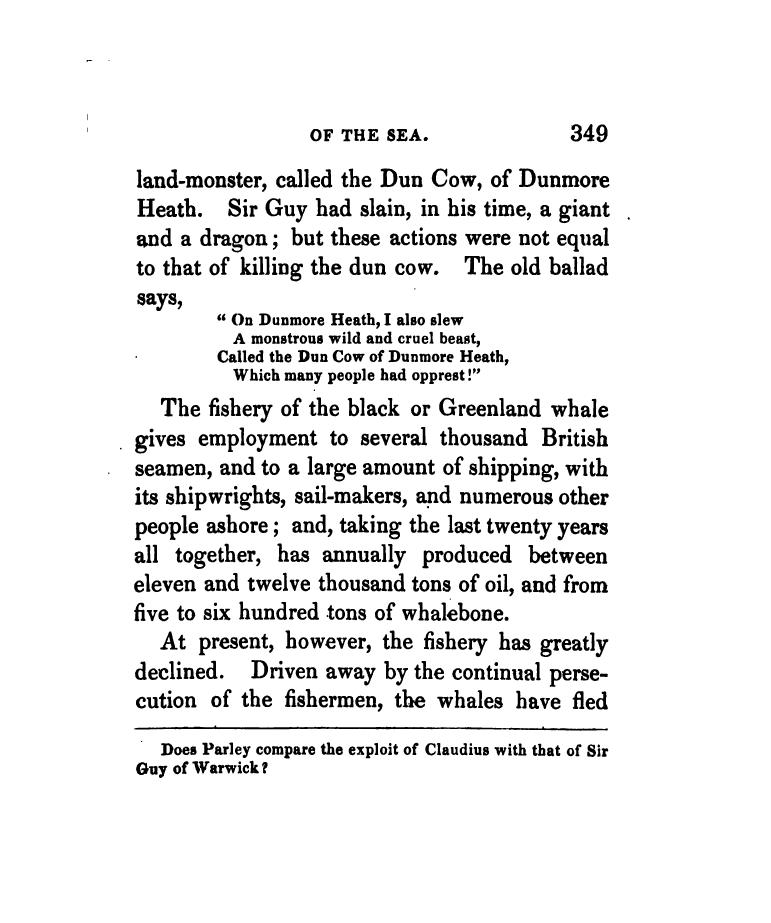 OF THE SEA. 349
land-monster, called the Dun Cow, of Dunmore
Heath. Sir Guy had slain, in his time, a giant
and a dragon; but these actions were not equal
to that of killing the dun cow. The old ballad
says,
“ On Dunmore Heath, I also slew
A monstrous wild and cruel beast,
Called the Dun Cow of Dunmore Heath,
Which many people had opprest!”
The fishery of the black or Greenland whale
gives employment to several thousand British
seamen, and to a large amount of shipping, with
its shipwrights, sail-makers, and numerous other
people ashore; and, taking the last twenty years
all together, has annually produced between
eleven and twelve thousand tons of oil, and from
five to six hundred tons of whalebone.
At present, however, the fishery has greatly
declined. Driven away by the continual perse-
cution of the fishermen, the whales have fled
Does Parley compare the exploit of Claudius with that of Sir
Guy of Warwick?